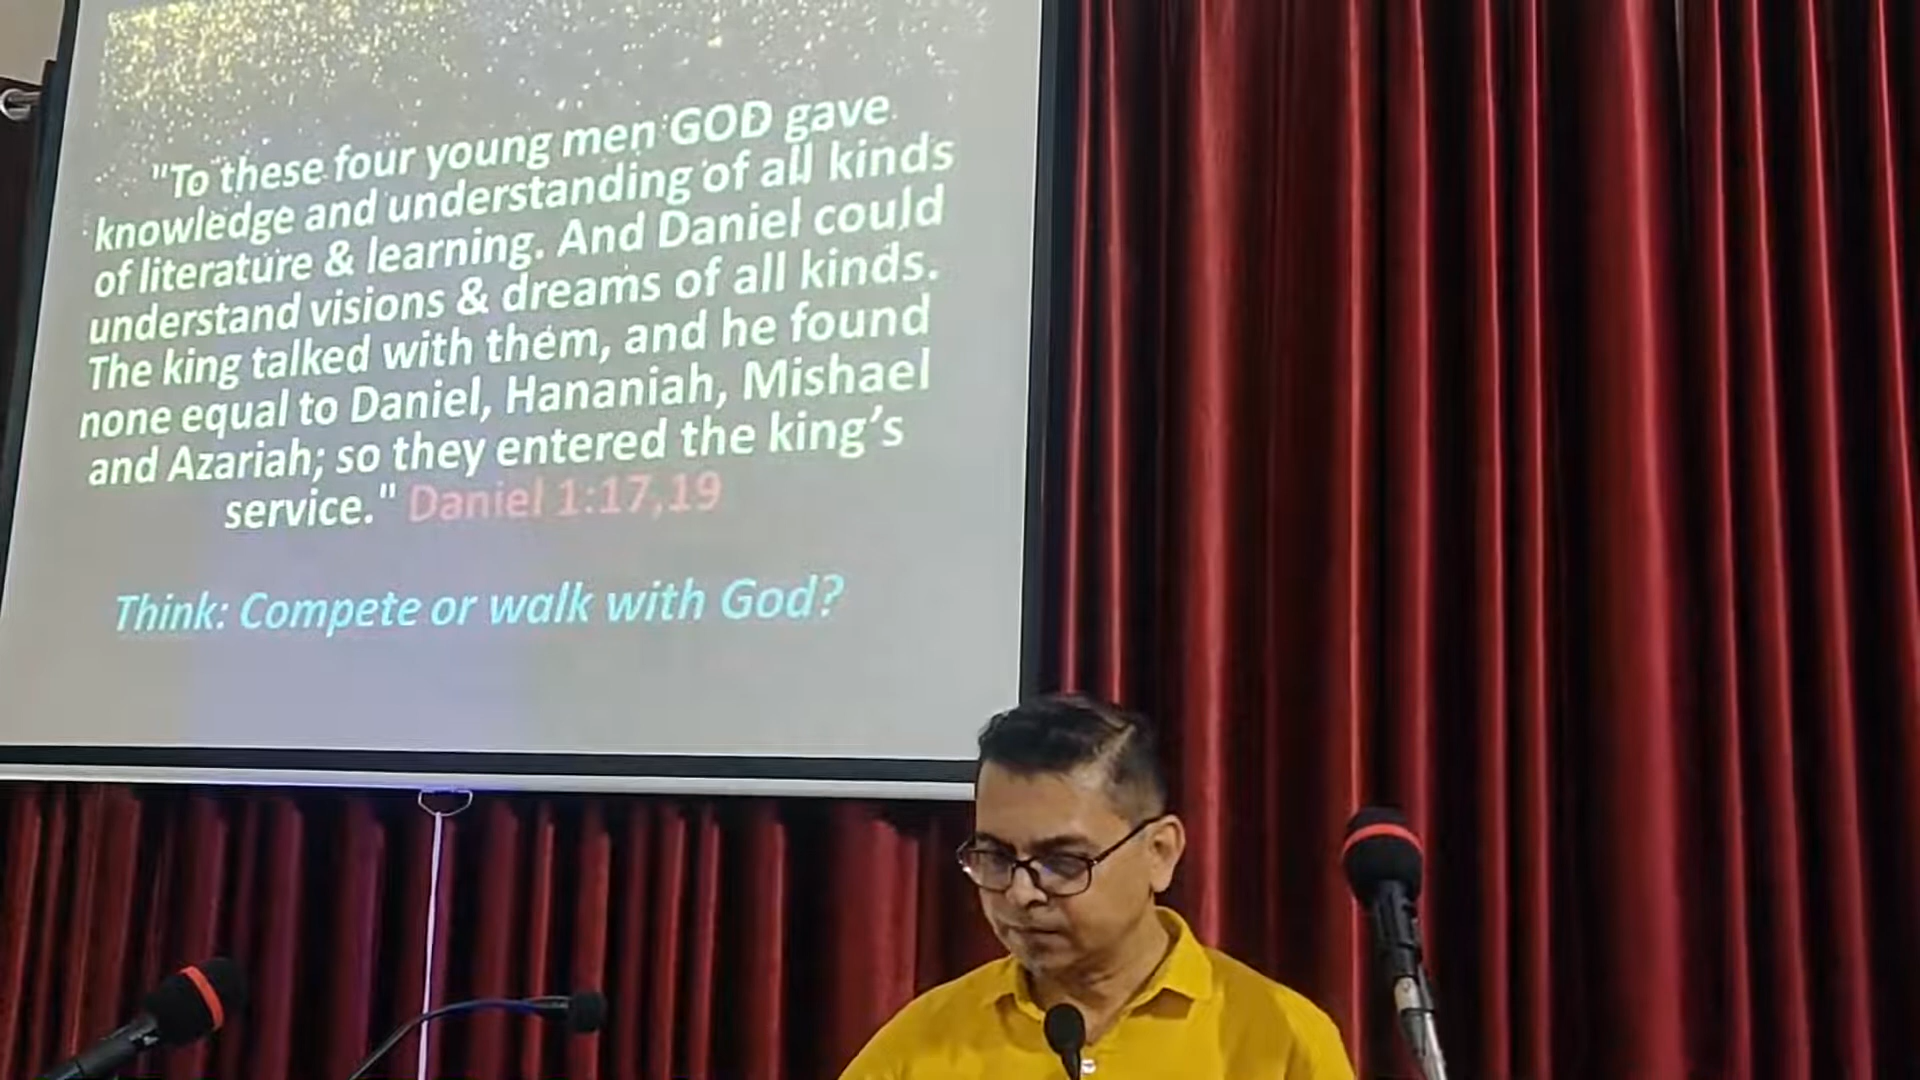 "To these four young men GOD gave
knowledge and understanding of all kinds
of literature & learning. And Daniel could
understand visions & dreams of all kinds.
The king talked with them, and he found
none equal to Daniel, Hananiah, Mishael
and Azariah; so they entered the king's
service." Daniel 1:17,19
Think: Compete or walk with God?